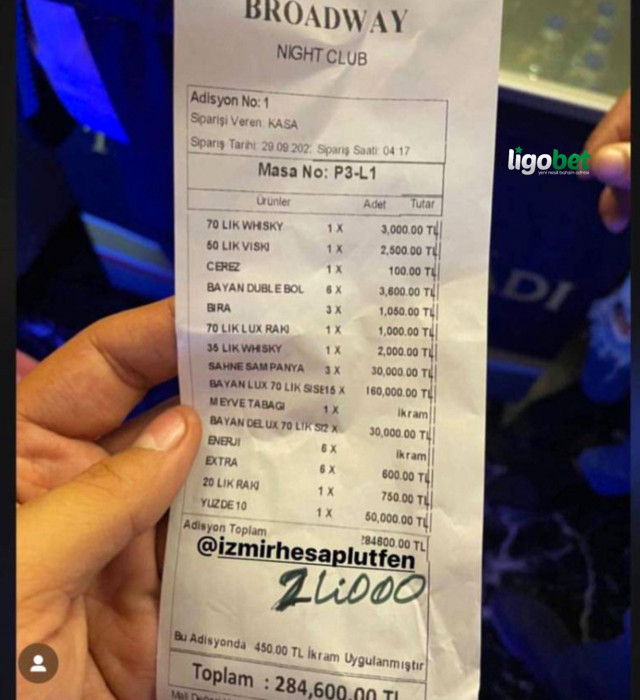 BROADWAY
NIGHT CLUB
Adisyon No: 1
Siparişi Veren: KASA
Sipariş Tarihi: 29.09.202: Sipariş Saati: 04:17
Masa No: P3-L1
Ürünler Adet Tutar
70 LIK WHISKY 1 X 3,000.00 TL
50 LIK VISKI 1 X 2,500.00 TL
CEREZ 1 X 100.00 TL
BAYAN DUBLE BOL 6 X 3,600.00 TL
BIRA 3 X 1,050.00 TL
70 LIK LUX RAKI 1 X 1,000.00 TL
35 LIK WHISKY 1 X 2,000.00 TL
SAHNE SAMPANYA 3 X 30,000.00 TL
BAYAN LUX 70 LIK SISE15 X 160,000.00 TL
MEYVE TABAGI 1 X İkram
BAYAN DELUX 70 LIK SI2 X 30,000.00 TL
ENERJI 6 X İkram
EXTRA 6 X 600.00 TL
20 LIK RAKI 1 X 750.00 TL
YUZDE 10 1 X 50,000.00 TL
Adisyon Toplam 284600.00 TL
@izmirhesaplutfen
Bu Adisyonda 450.00 TL İkram Uygulanmıştır
Toplam : 284,600.00 TL
ligobet
ADI